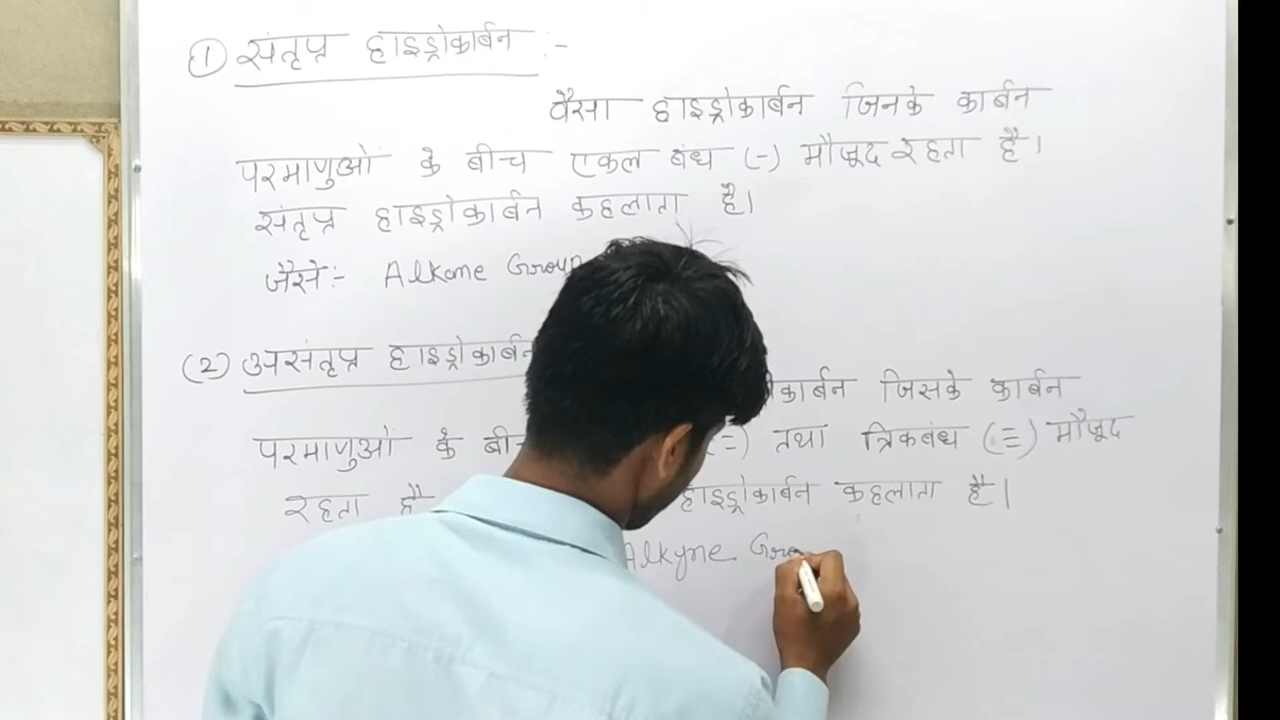 ① संतृप्त हाइड्रोकार्बन :-
वैसा हाइड्रोकार्बन जिनके कार्बन
परमाणुओं के बीच एकल बंध (-) मौजूद रहता है।
संतृप्त हाइड्रोकार्बन कहलाता है।
जैसे:- Alkane Group
(2) असंतृप्त हाइड्रोकार्बन
कार्बन जिसके कार्बन
परमाणुओं के (=) तथा त्रिकबंध (≡) मौजूद
रहता है हाइड्रोकार्बन कहलाता है।
Alkyne